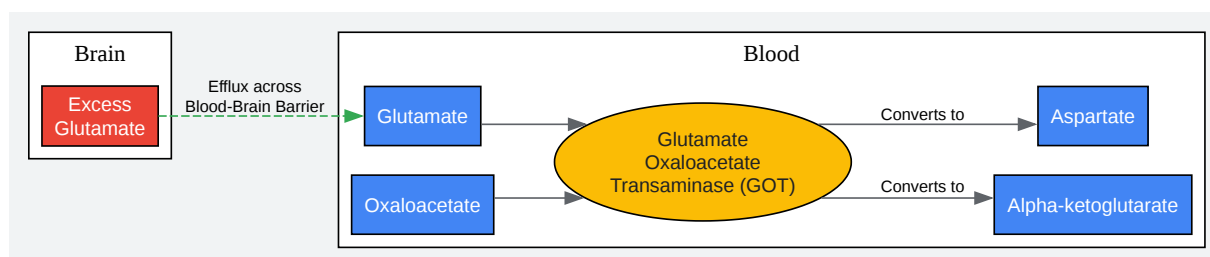 Brain
Blood
Excess
Glutamate
Efflux across
Blood-Brain Barrier
Glutamate
Oxaloacetate
Glutamate
Oxaloacetate
Transaminase (GOT)
Converts to
Aspartate
Converts to
Alpha-ketoglutarate